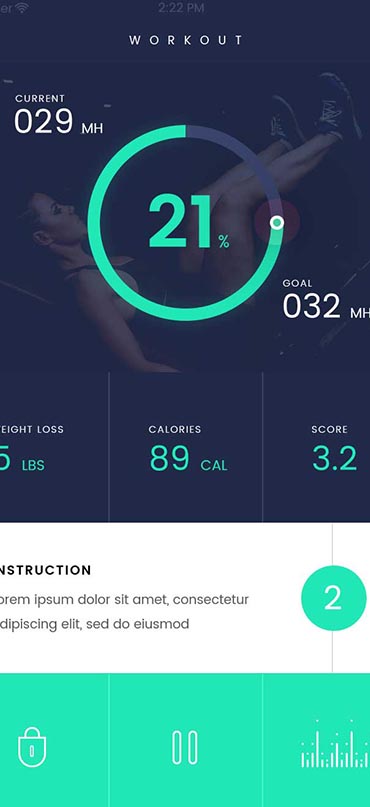 er 2:22 PM
WORKOUT
CURRENT
029 MH
21%
GOAL
032 MH
EIGHT LOSS
5 LBS
CALORIES
89 CAL
SCORE
3.2
NSTRUCTION
orem ipsum dolor sit amet, consectetur
dipiscing elit, sed do eiusmod
2